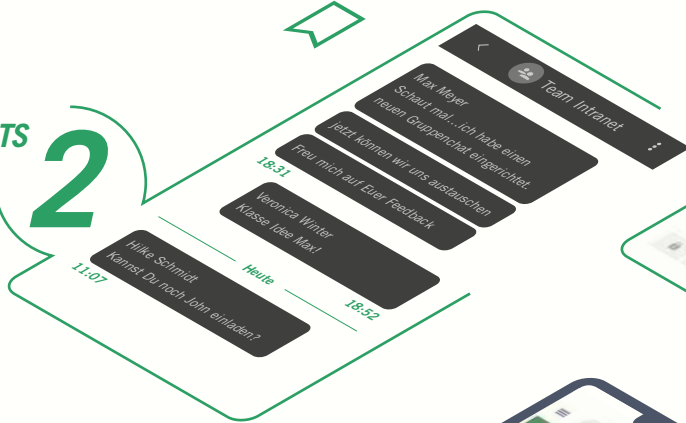 TS
2
Team Intranet
Max Meyer
Schaut mal...ich habe einen
neuen Gruppenchat eingerichtet.
jetzt können wir uns austauschen
Freu mich auf Euer Feedback
18:31
Veronica Winter
Klasse Idee Max!
18:52
Heute
Hilke Schmidt
Kannst Du noch John einladen?
11:07